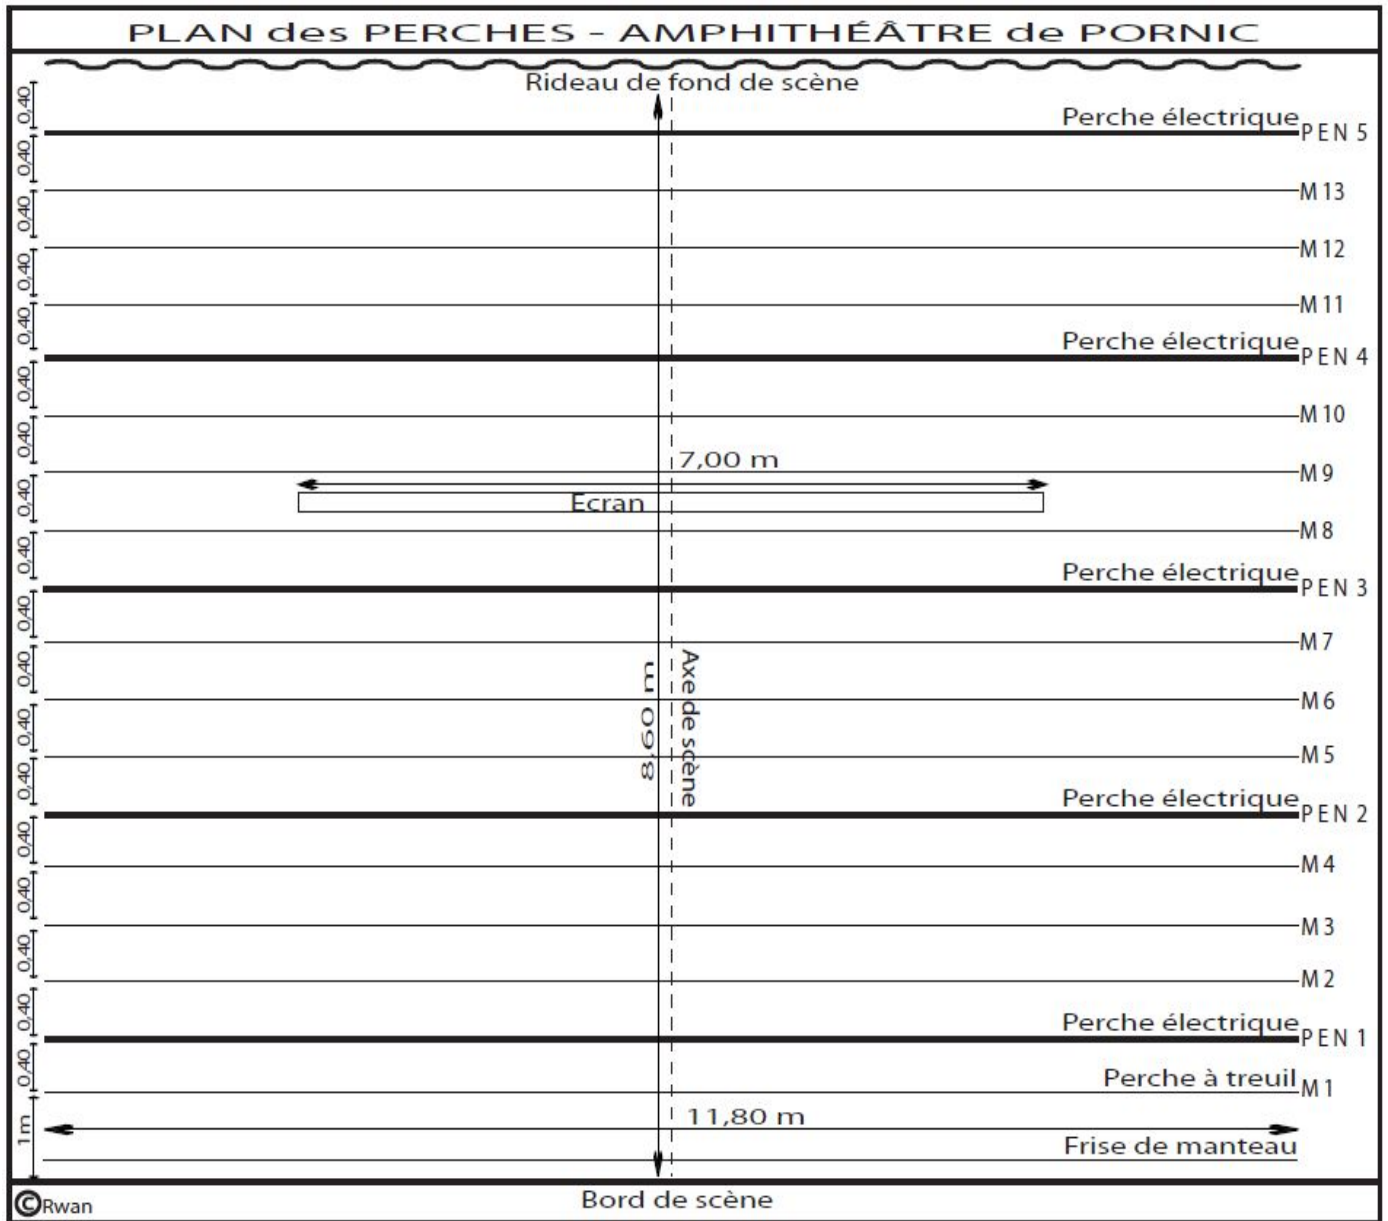 PLAN des PERCHES - AMPHITHÉÂTRE de PORNIC
Rideau de fond de scène
0,40
Perche électrique PEN 5
0,40
M 13
0,40
M 12
0,40
M 11
0,40
Perche électrique PEN 4
0,40
M 10
0,40
7,00 m
M 9
0,40
Ecran
M 8
0,40
Perche électrique PEN 3
0,40
M 7
0,40
8,60 m
Axe de scène
M 6
0,40
M 5
0,40
Perche électrique PEN 2
0,40
M 4
0,40
M 3
0,40
M 2
0,40
Perche électrique PEN 1
0,40
Perche à treuil M 1
1m
11,80 m
Frise de manteau
Bord de scène
©Rwan